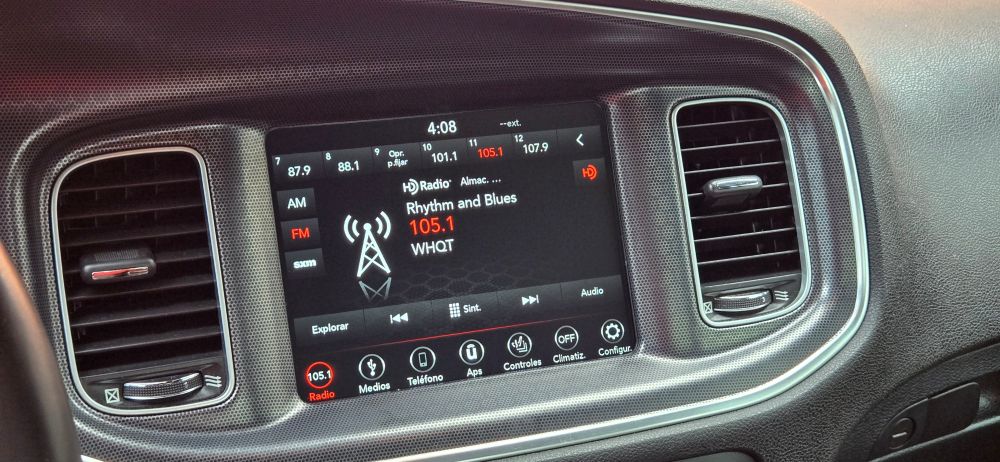 4:08
--ext.
7 87.9
8 88.1
9 Opr. p.fijar
10 101.1
11 105.1
12 107.9
HD Radio Almac. ...
HD
AM
Rhythm and Blues
FM
105.1
sxm
WHQT
Explorar
Sint.
Audio
105.1
OFF
Radio
Medios
Teléfono
Aps
Controles
Climatiz.
Configur.